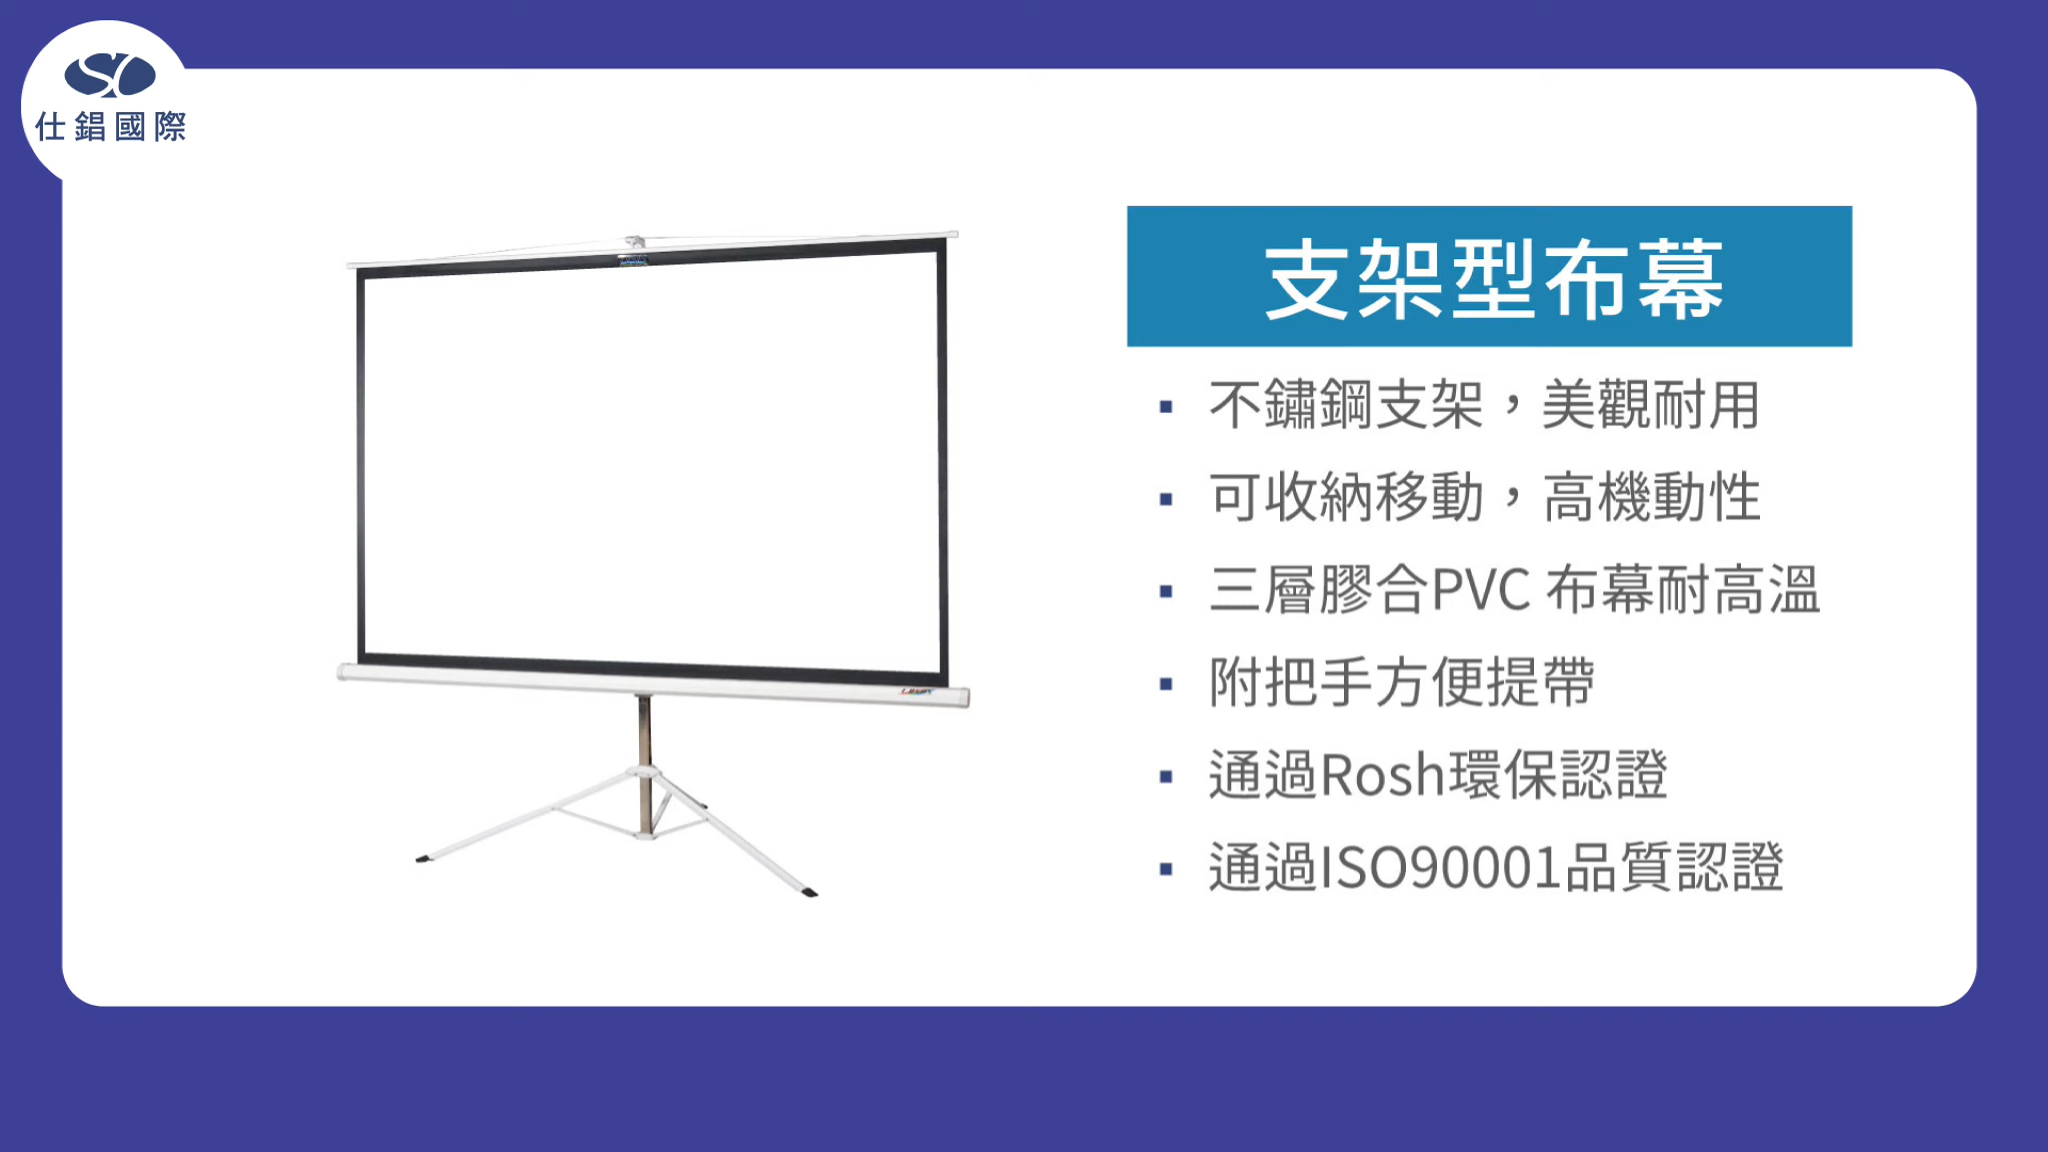 仕錩國際
支架型布幕
不鏽鋼支架，美觀耐用
可收納移動，高機動性
三層膠合PVC 布幕耐高溫
附把手方便提帶
通過Rosh環保認證
通過ISO90001品質認證